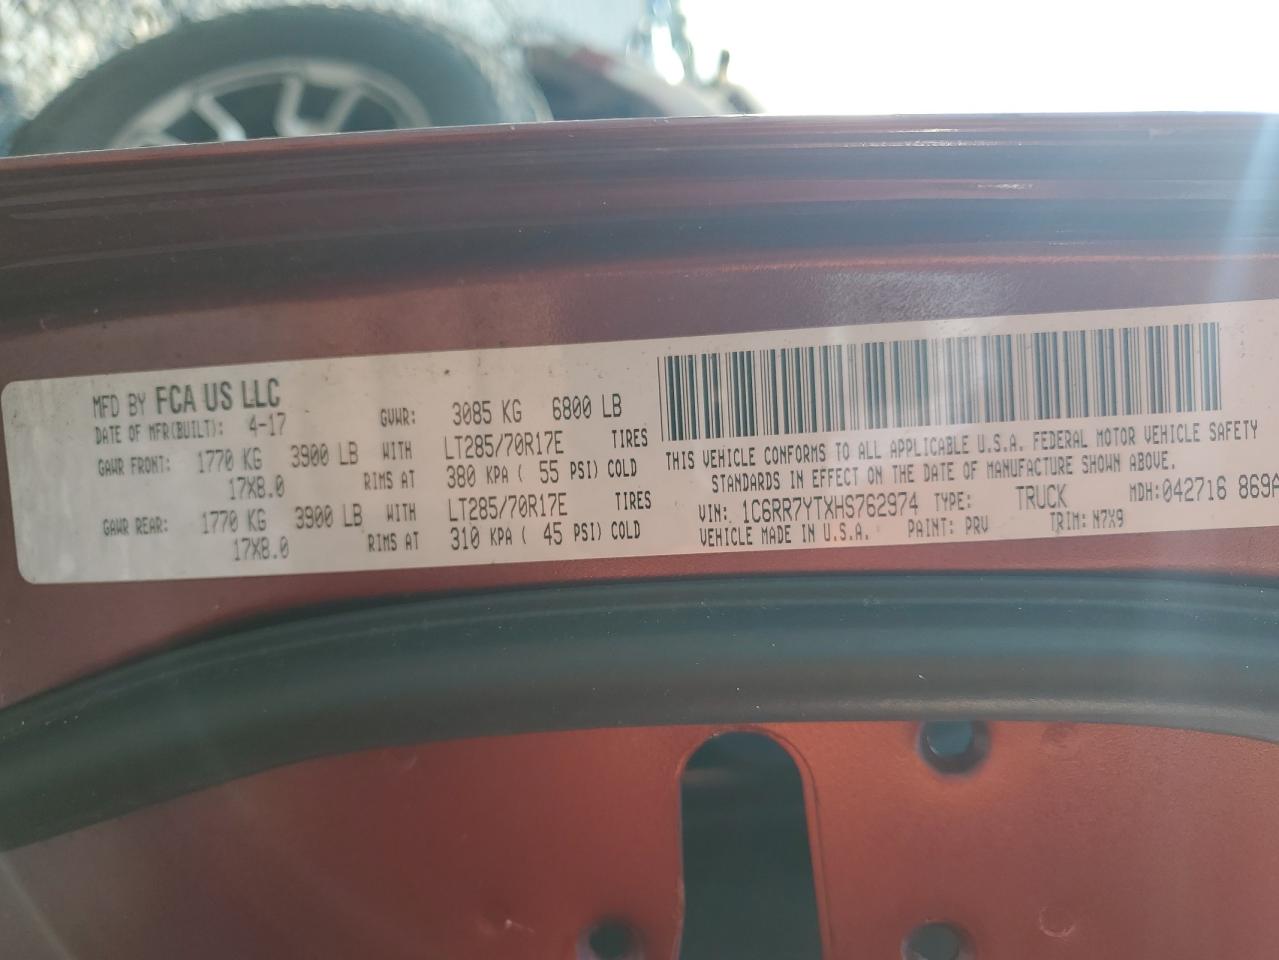 MFD BY FCA US LLC
DATE OF MFR(BUILT): 4-17 GVWR: 3085 KG 6800 LB
GAWR FRONT: 1770 KG 3900 LB WITH LT285/70R17E TIRES
17X8.0 RIMS AT 380 KPA ( 55 PSI) COLD
GAWR REAR: 1770 KG 3900 LB WITH LT285/70R17E TIRES
17X8.0 RIMS AT 310 KPA ( 45 PSI) COLD
THIS VEHICLE CONFORMS TO ALL APPLICABLE U.S.A. FEDERAL MOTOR VEHICLE SAFETY
STANDARDS IN EFFECT ON THE DATE OF MANUFACTURE SHOWN ABOVE.
VIN: 1C6RR7YTXHS762974 TYPE: TRUCK MDH:042716 869A
VEHICLE MADE IN U.S.A. PAINT: PRV TRIM: N7X9